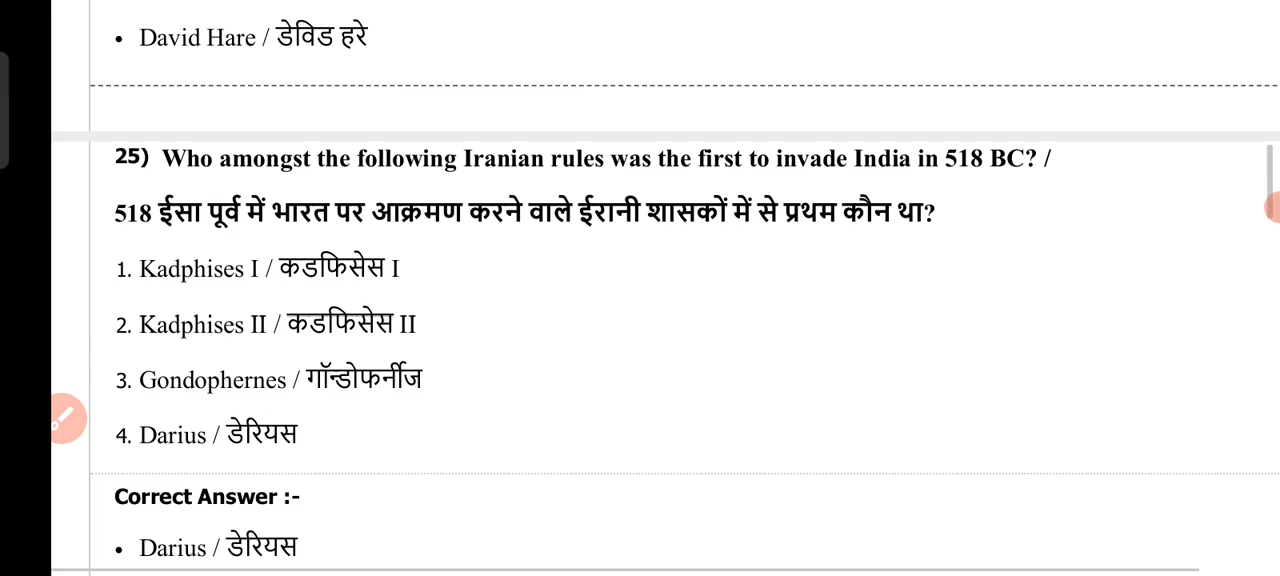 • David Hare / डेविड हरे
25) Who amongst the following Iranian rules was the first to invade India in 518 BC? /
518 ईसा पूर्व में भारत पर आक्रमण करने वाले ईरानी शासकों में से प्रथम कौन था?
1. Kadphises I / कडफिसेस I
2. Kadphises II / कडफिसेस II
3. Gondophernes / गॉन्डोफर्नीज
4. Darius / डेरियस
Correct Answer :-
• Darius / डेरियस